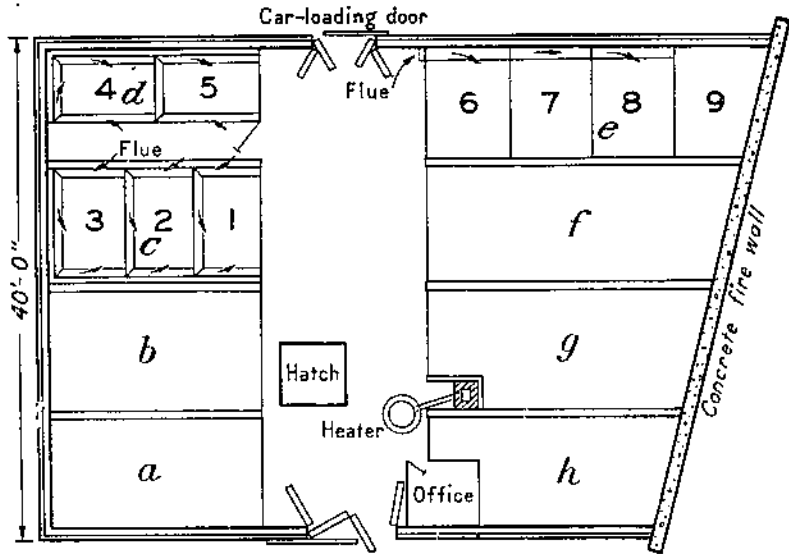 Car-loading door
4 d 5
Flue
6 7 8 9
e
Flue
3 2 1
c
f
40'-0"
Concrete fire wall
b
Hatch
g
Heater
a
Office
h